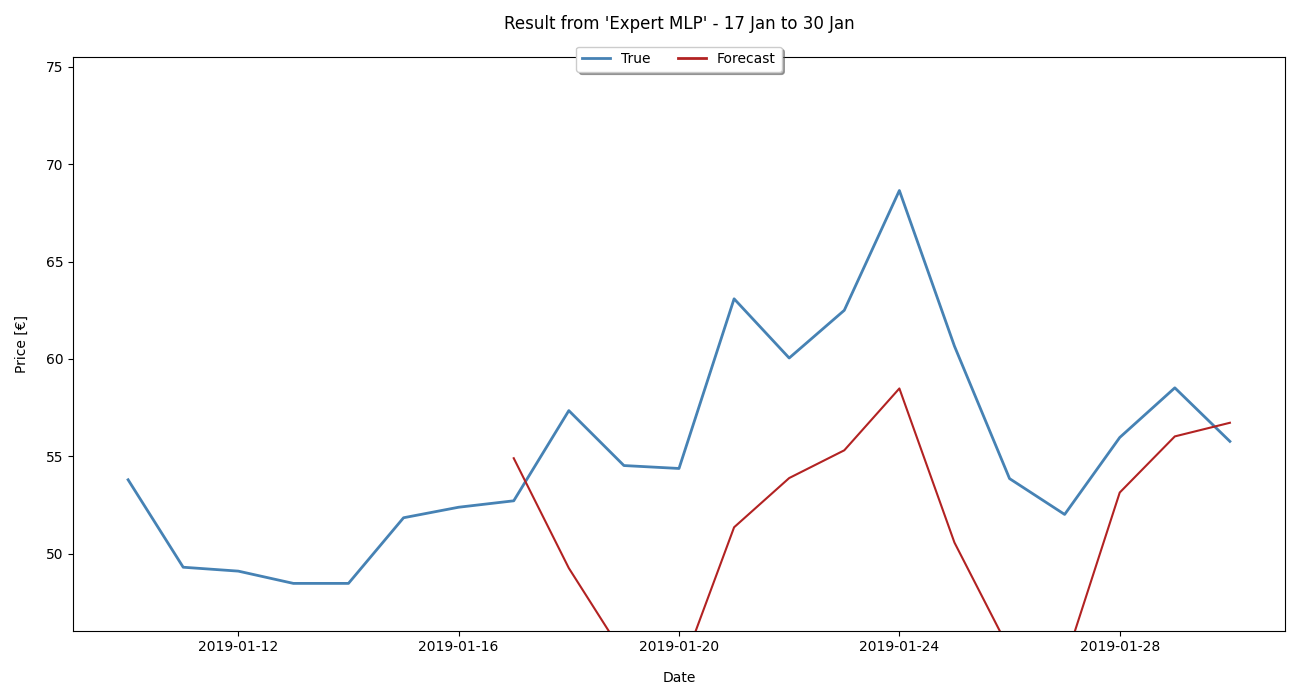 Result from 'Expert MLP' - 17 Jan to 30 Jan
True Forecast
75
70
65
60
55
50
Price [€]
2019-01-12 2019-01-16 2019-01-20 2019-01-24 2019-01-28
Date